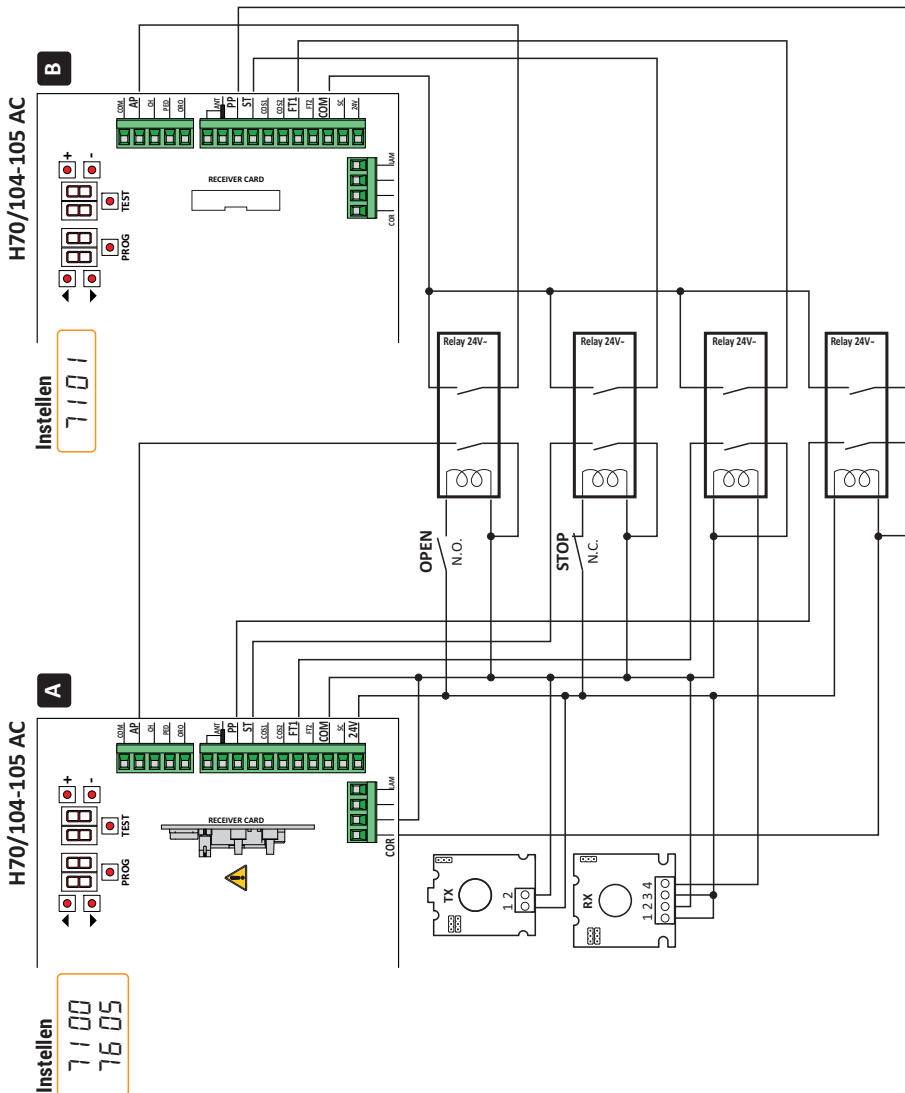 H70/104-105 AC
B
Instellen
7101
PROG
TEST
+
-
RECEIVER CARD
COM
AP
CH
PED
ORO
ANT
PP
ST
COS1
COS2
FT1
FT2
COM
SC
24V
COR
LAM
Relay 24V~
Relay 24V~
Relay 24V~
Relay 24V~
OPEN
N.O.
STOP
N.C.
H70/104-105 AC
A
Instellen
7100
7605
PROG
TEST
+
-
RECEIVER CARD
COM
AP
CH
PED
ORO
ANT
PP
ST
COS1
COS2
FT1
FT2
COM
SC
24V
COR
LAM
TX
1 2
RX
1 2 3 4